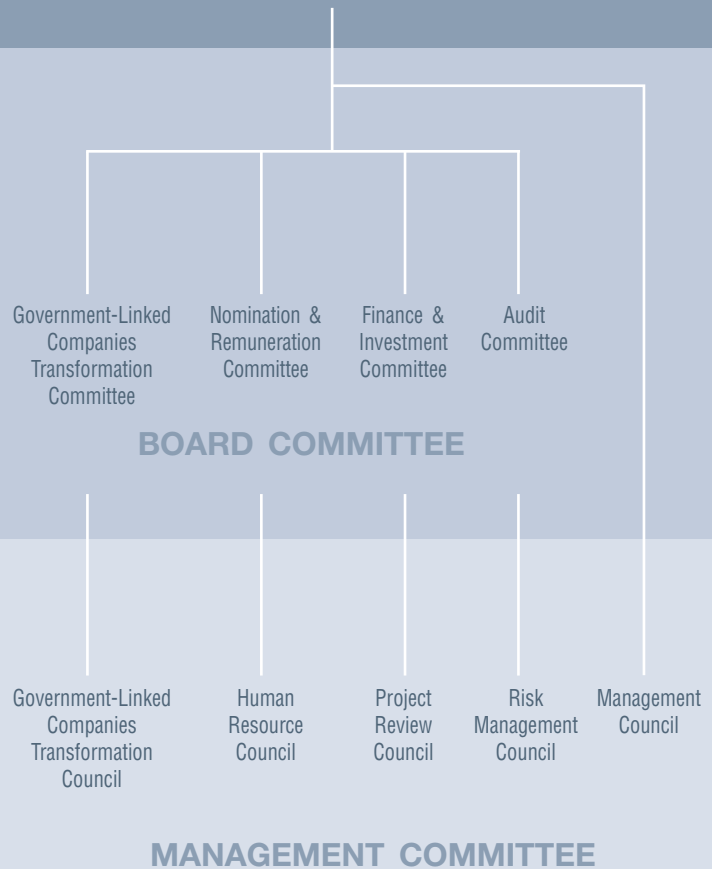 Government-Linked
Companies
Transformation
Committee
Nomination &
Remuneration
Committee
Finance &
Investment
Committee
Audit
Committee
BOARD COMMITTEE
Government-Linked
Companies
Transformation
Council
Human
Resource
Council
Project
Review
Council
Risk
Management
Council
Management
Council
MANAGEMENT COMMITTEE